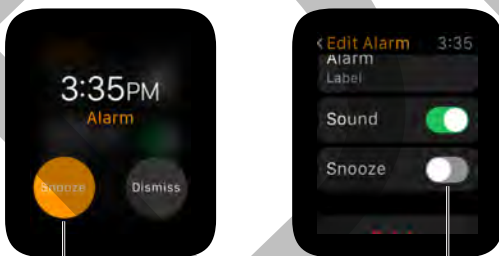 3:35PM
Alarm
Snooze
Dismiss
<Edit Alarm 3:35
Alarm
Label
Sound
Snooze